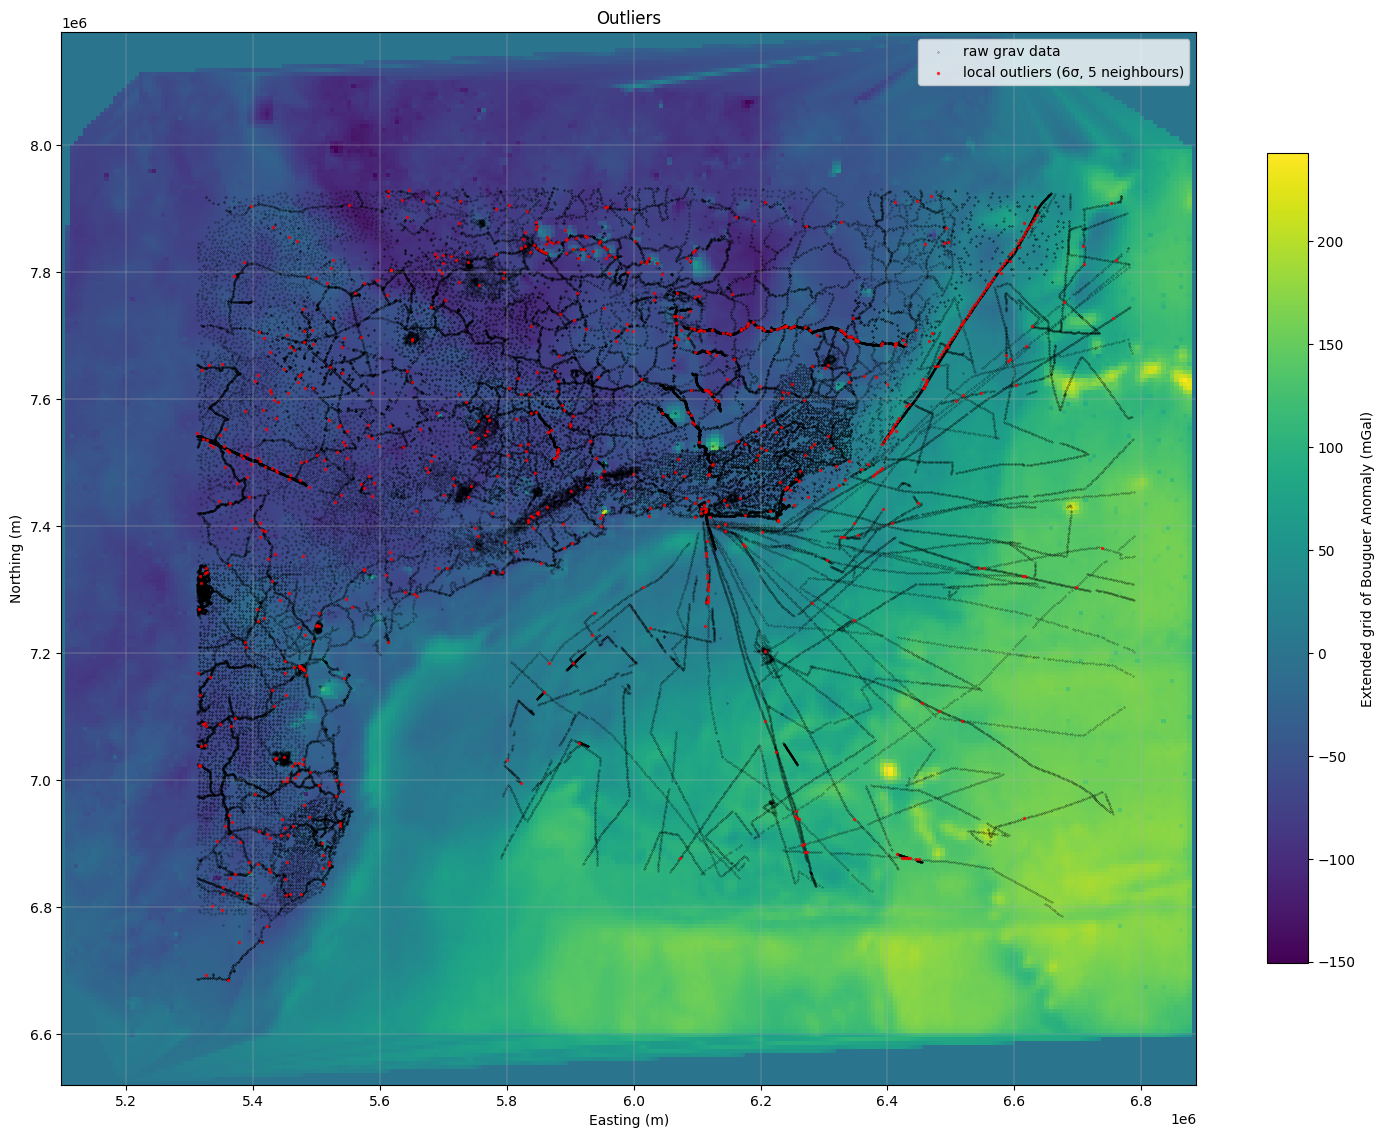 Outliers
1e6
raw grav data
local outliers (6σ, 5 neighbours)
8.0
7.8
7.6
7.4
7.2
7.0
6.8
6.6
Northing (m)
5.2 5.4 5.6 5.8 6.0 6.2 6.4 6.6 6.8
1e6
Easting (m)
200
150
100
50
0
−50
−100
−150
Extended grid of Bouguer Anomaly (mGal)